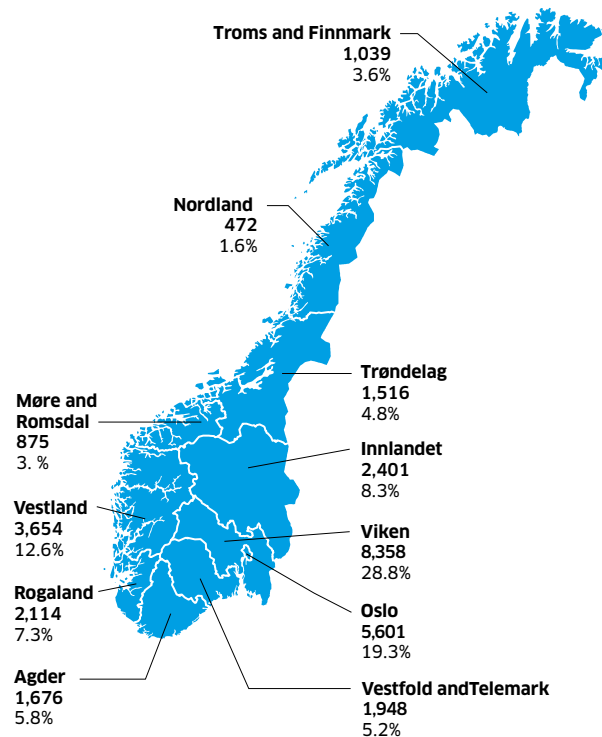 Troms and Finnmark
1,039
3.6%
Nordland
472
1.6%
Trøndelag
1,516
4.8%
Møre and
Romsdal
875
3. %
Innlandet
2,401
8.3%
Vestland
3,654
12.6%
Viken
8,358
28.8%
Rogaland
2,114
7.3%
Oslo
5,601
19.3%
Agder
1,676
5.8%
Vestfold andTelemark
1,948
5.2%